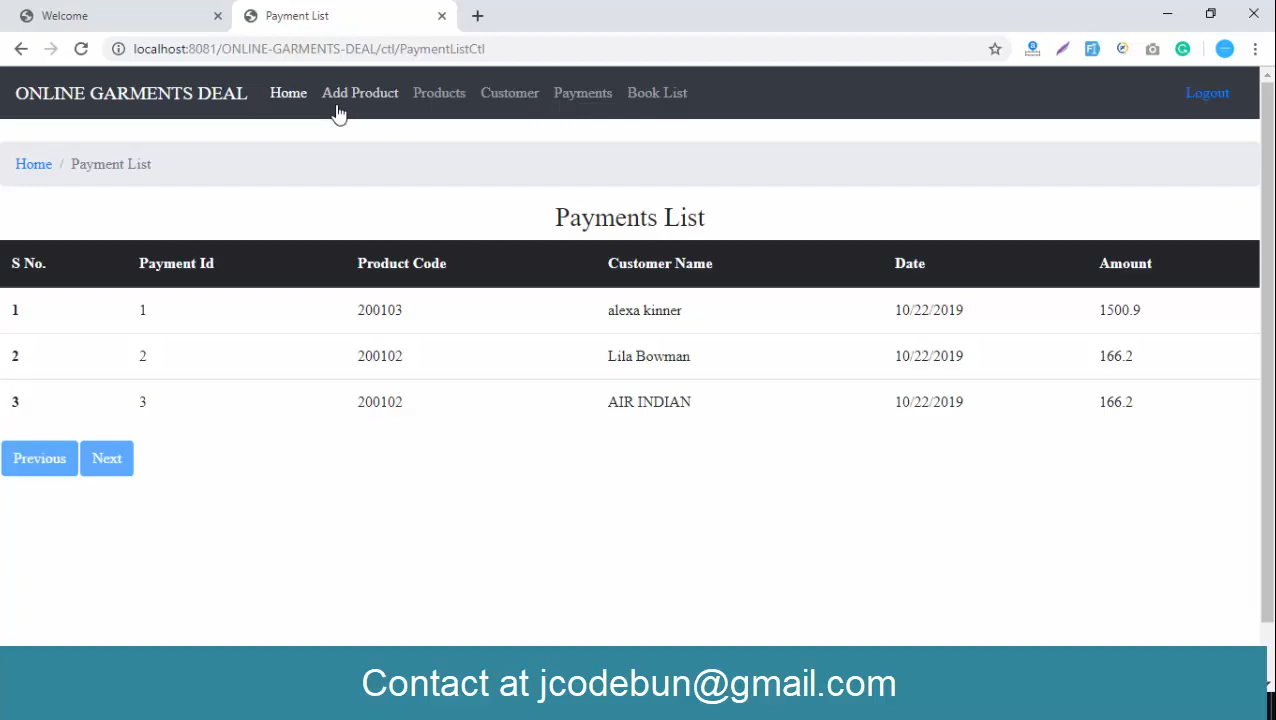 Welcome
Payment List
localhost:8081/ONLINE-GARMENTS-DEAL/ctl/PaymentListCtl
ONLINE GARMENTS DEAL Home Add Product Products Customer Payments Book List Logout
Home / Payment List
Payments List
S No. Payment Id Product Code Customer Name Date Amount
1 1 200103 alexa kinner 10/22/2019 1500.9
2 2 200102 Lila Bowman 10/22/2019 166.2
3 3 200102 AIR INDIAN 10/22/2019 166.2
Previous Next
Contact at jcodebun@gmail.com